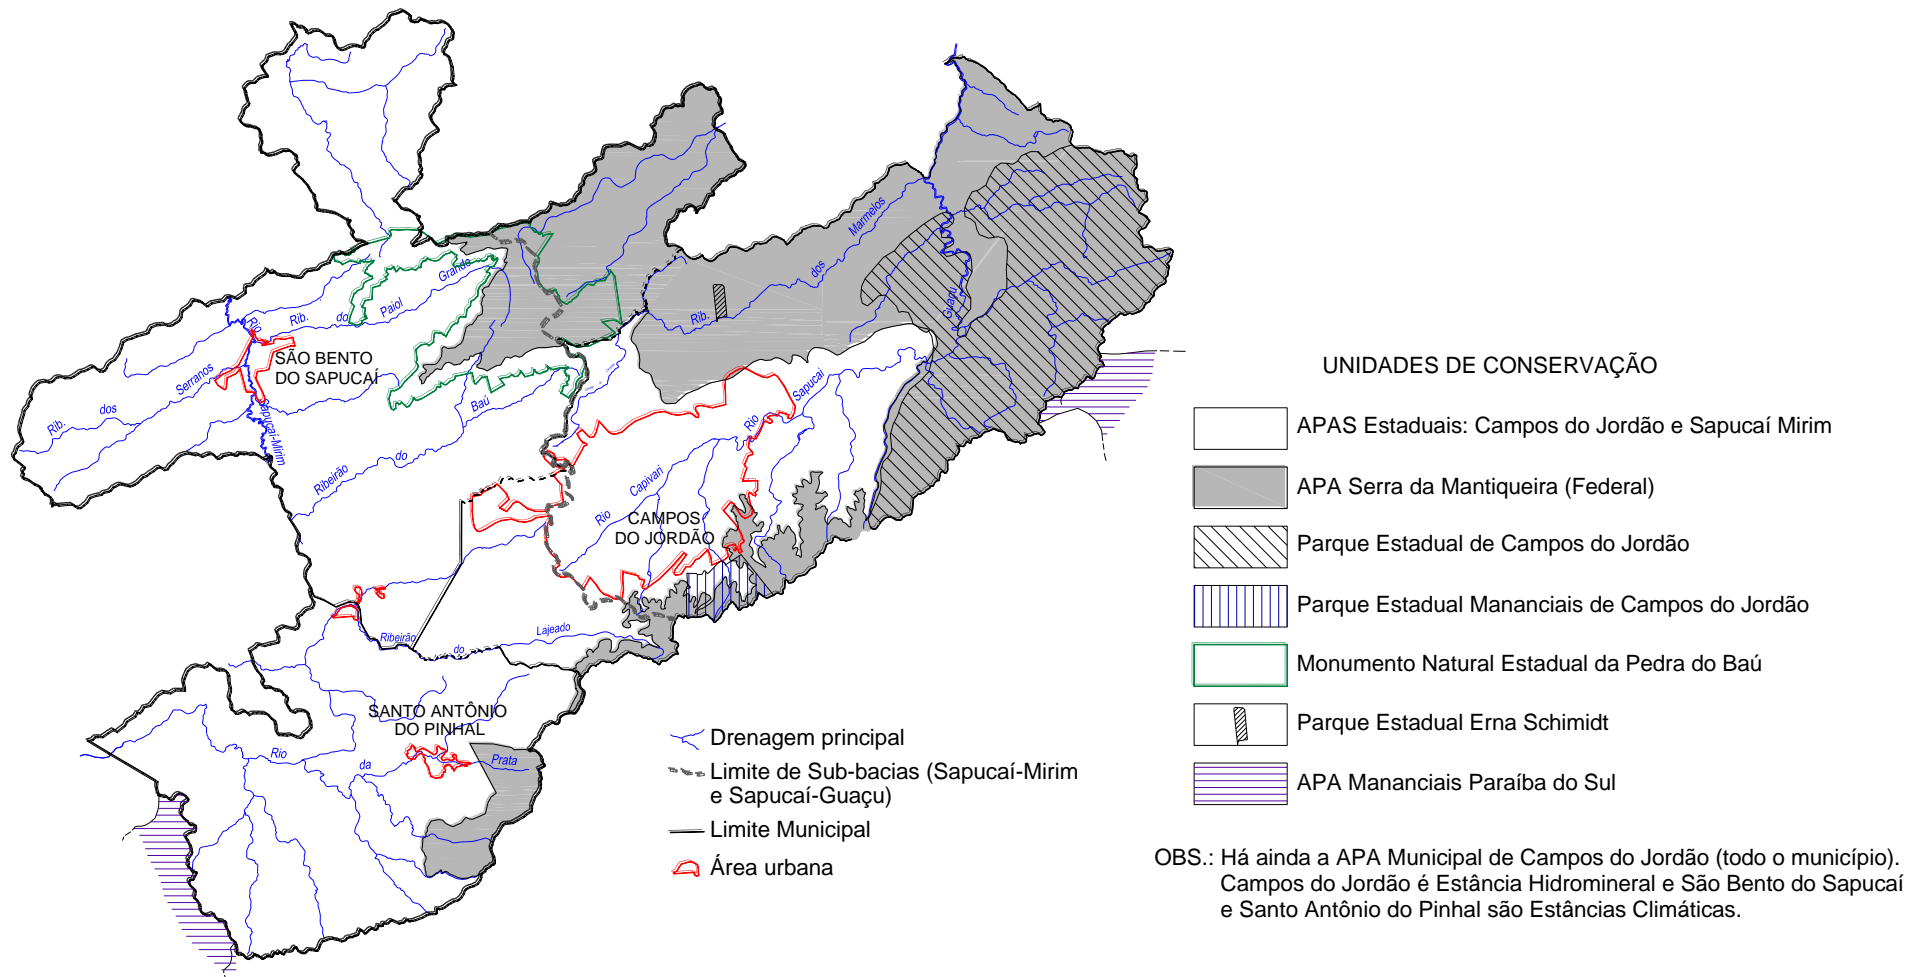 Rib.
dos
Serranos
Rio
Rib.
do
Paiol
Grande
SÃO BENTO
DO SAPUCAÍ
Sapucaí-Mirim
Ribeirão
do
Baú
Rib.
dos
Marmelos
Guaçu
Rio
Sapucaí
Rio
Capivari
CAMPOS
DO JORDÃO
Ribeirão
do
Lajeado
SANTO ANTÔNIO
DO PINHAL
Rio
da
Prata
Drenagem principal
Limite de Sub-bacias (Sapucaí-Mirim
e Sapucaí-Guaçu)
Limite Municipal
Área urbana
UNIDADES DE CONSERVAÇÃO
APAS Estaduais: Campos do Jordão e Sapucaí Mirim
APA Serra da Mantiqueira (Federal)
Parque Estadual de Campos do Jordão
Parque Estadual Mananciais de Campos do Jordão
Monumento Natural Estadual da Pedra do Baú
Parque Estadual Erna Schimidt
APA Mananciais Paraíba do Sul
OBS.: Há ainda a APA Municipal de Campos do Jordão (todo o município).
Campos do Jordão é Estância Hidromineral e São Bento do Sapucaí
e Santo Antônio do Pinhal são Estâncias Climáticas.